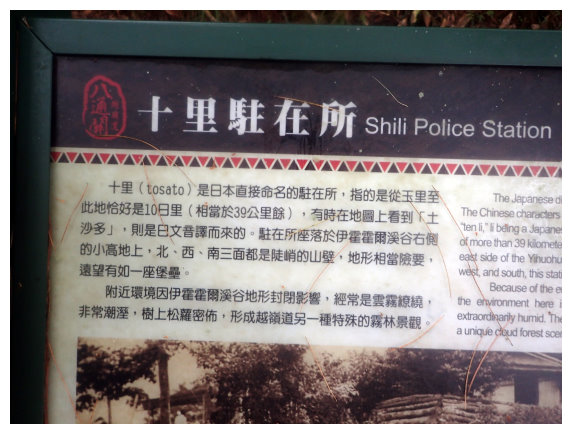 八通關
十里駐在所 Shili Police Station
十里（tosato）是日本直接命名的駐在所，指的是從玉里至
此地恰好是10日里（相當於39公里餘），有時在地圖上看到「土
沙多」，則是日文音譯而來的。駐在所座落於伊霍霍爾溪谷右側
的小高地上，北、西、南三面都是陡峭的山壁，地形相當險要，
遠望有如一座堡壘。
附近環境因伊霍霍爾溪谷地形封閉影響，經常是雲霧繚繞，
非常潮溼，樹上松蘿密佈，形成越嶺道另一種特殊的霧林景觀。
The Japanese
The Chinese characters
"ten li," li being a Japanese
of more than 39 kilometers
east side of the Yihuohu
west, and south, this
Because of the
the environment here
extraordinarily humid. The
a unique cloud forest